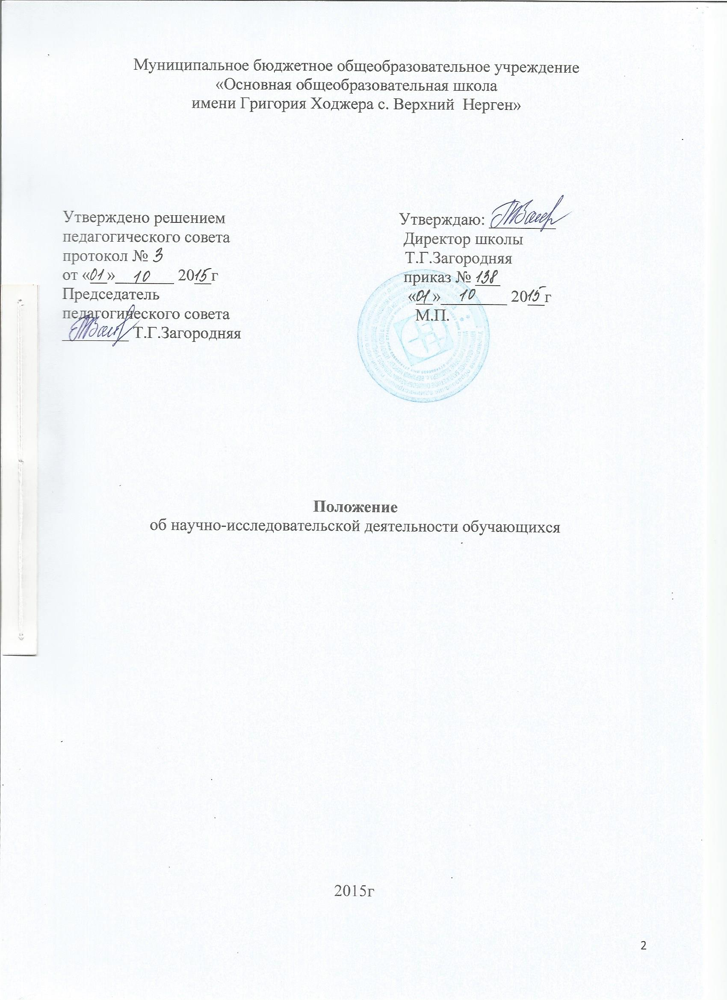 Муниципальное бюджетное общеобразовательное учреждение
«Основная общеобразовательная школа
имени Григория Ходжера с. Верхний Нерген»
Утверждено решением
педагогического совета
протокол № 3
от «01» 10 2015г
Председатель
педагогического совета
Т.Г.Загородняя
Утверждаю:
Директор школы
Т.Г.Загородняя
приказ № 138
«01» 10 2015г
М.П.
Положение
об научно-исследовательской деятельности обучающихся
2015г
2